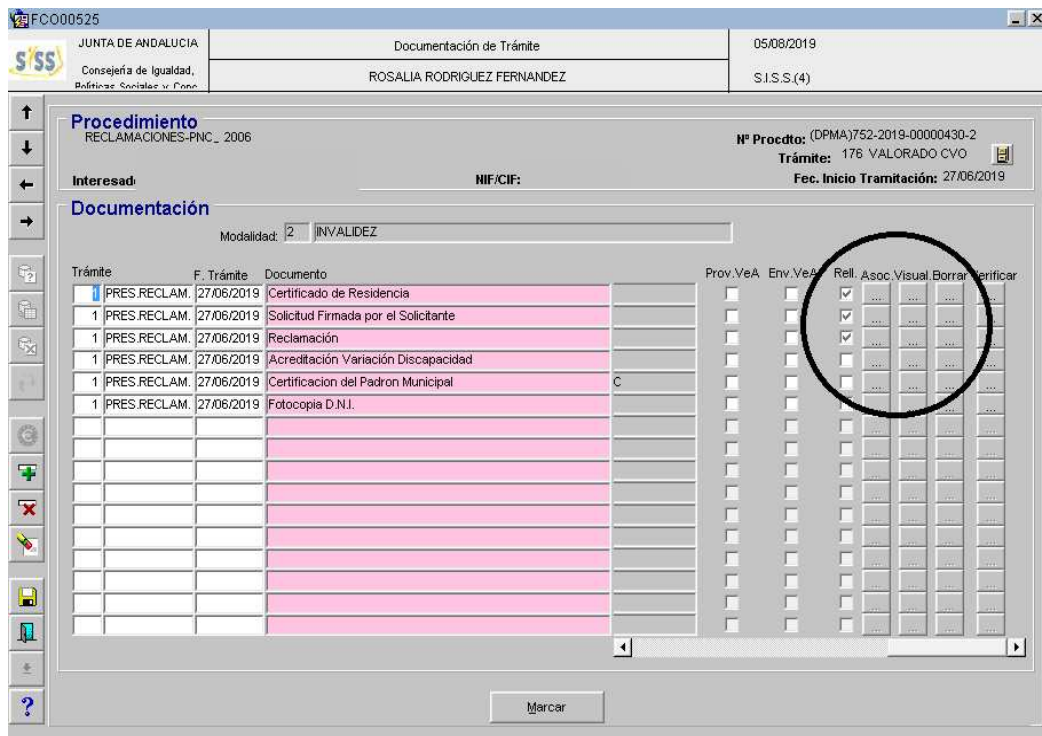 FCO00525
siss
JUNTA DE ANDALUCIA
Consejería de Igualdad,
Políticas Sociales y Conc
Documentación de Trámite
ROSALIA RODRIGUEZ FERNANDEZ
05/08/2019
S.I.S.S.(4)
Procedimiento
RECLAMACIONES-PNC_ 2006
Nº Procdto: (DPMA)752-2019-00000430-2
Trámite: 176 VALORADO CVO
Interesad
NIF/CIF:
Fec. Inicio Tramitación: 27/06/2019
Documentación
Modalidad: 2 INVALIDEZ
Trámite F. Trámite Documento Prov.VeA Env.VeA Rell. Asoc. Visual. Borrar Verificar
1 PRES.RECLAM. 27/06/2019 Certificado de Residencia ... ... ... ...
1 PRES.RECLAM. 27/06/2019 Solicitud Firmada por el Solicitante ... ... ... ...
1 PRES.RECLAM. 27/06/2019 Reclamación ... ... ... ...
1 PRES.RECLAM. 27/06/2019 Acreditación Variación Discapacidad ... ... ... ...
1 PRES.RECLAM. 27/06/2019 Certificacion del Padron Municipal C ... ... ... ...
1 PRES.RECLAM. 27/06/2019 Fotocopia D.N.I. ... ... ... ...
Marcar